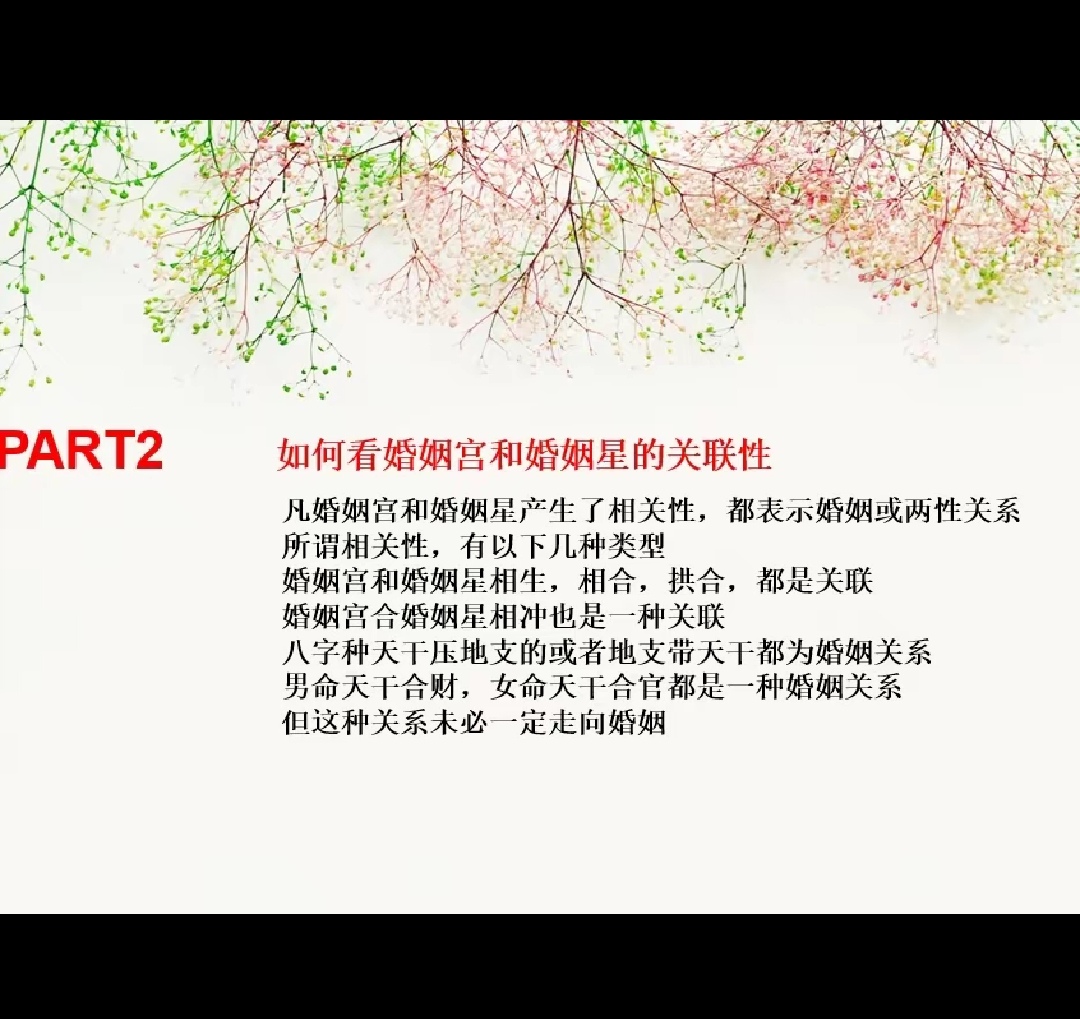 PART2
如何看婚姻宫和婚姻星的关联性
凡婚姻宫和婚姻星产生了相关性，都表示婚姻或两性关系
所谓相关性，有以下几种类型
婚姻宫和婚姻星相生，相合，拱合，都是关联
婚姻宫合婚姻星相冲也是一种关联
八字种天干压地支的或者地支带天干都为婚姻关系
男命天干合财，女命天干合官都是一种婚姻关系
但这种关系未必一定走向婚姻